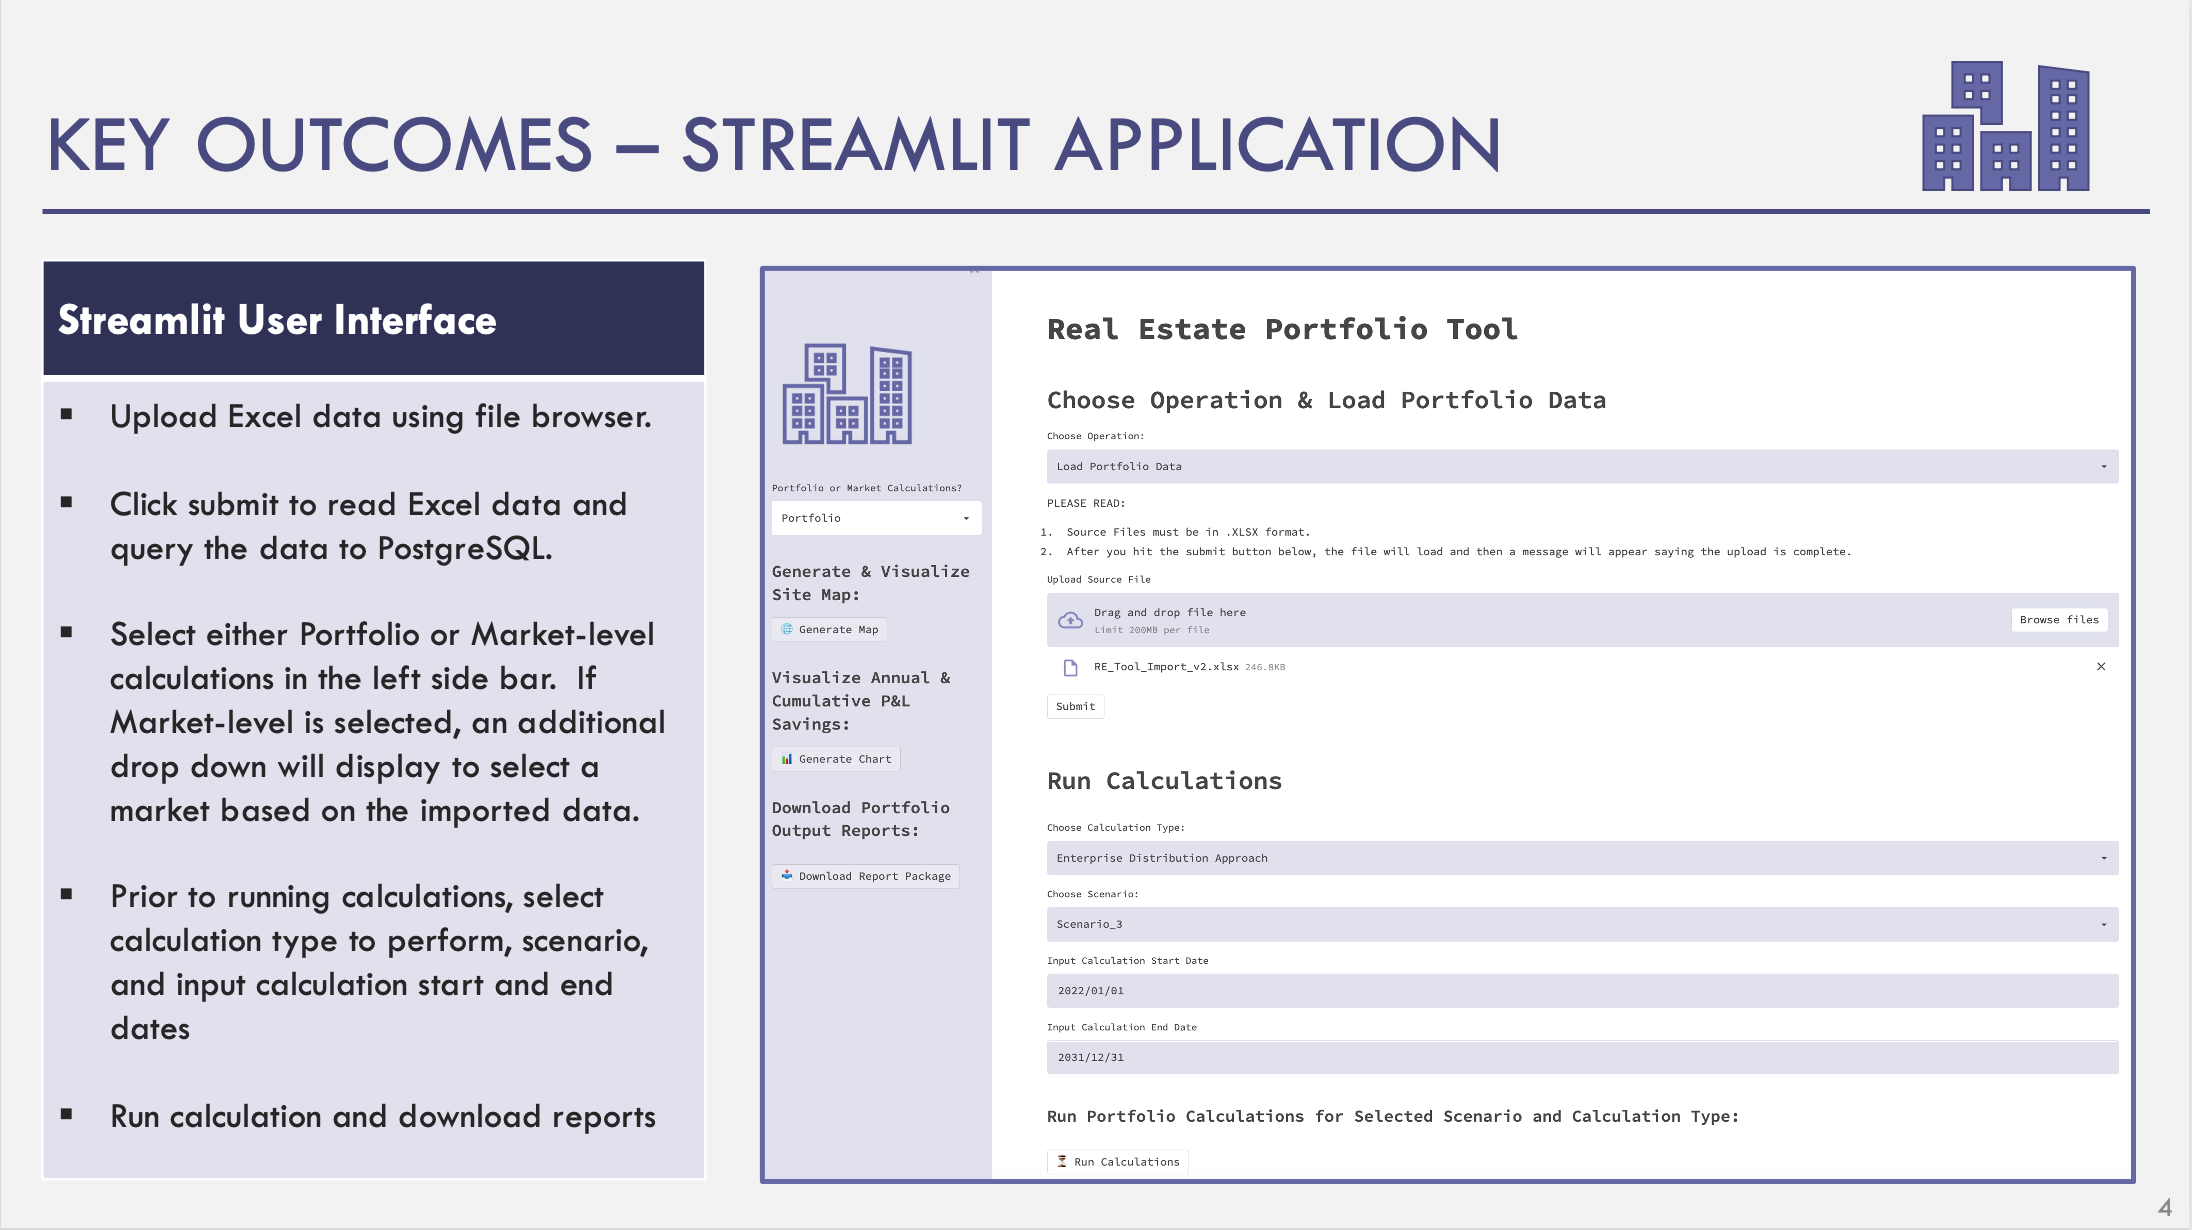 KEY OUTCOMES – STREAMLIT APPLICATION
Streamlit User Interface
▪ Upload Excel data using file browser.
▪ Click submit to read Excel data and
query the data to PostgreSQL.
▪ Select either Portfolio or Market-level
calculations in the left side bar.  If
Market-level is selected, an additional
drop down will display to select a
market based on the imported data.
▪ Prior to running calculations, select
calculation type to perform, scenario,
and input calculation start and end
dates
▪ Run calculation and download reports
Portfolio or Market Calculations?
Portfolio
Generate & Visualize
Site Map:
Generate Map
Visualize Annual &
Cumulative P&L
Savings:
Generate Chart
Download Portfolio
Output Reports:
Download Report Package
Real Estate Portfolio Tool
Choose Operation & Load Portfolio Data
Choose Operation:
Load Portfolio Data
PLEASE READ:
1. Source Files must be in .XLSX format.
2. After you hit the submit button below, the file will load and then a message will appear saying the upload is complete.
Upload Source File
Drag and drop file here
Limit 200MB per file
Browse files
RE_Tool_Import_v2.xlsx 246.8KB
Submit
Run Calculations
Choose Calculation Type:
Enterprise Distribution Approach
Choose Scenario:
Scenario_3
Input Calculation Start Date
2022/01/01
Input Calculation End Date
2031/12/31
Run Portfolio Calculations for Selected Scenario and Calculation Type:
Run Calculations
4